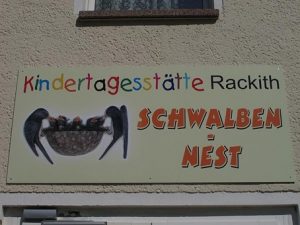 Kindertagesstätte Rackith
SCHWALBEN
-
NEST